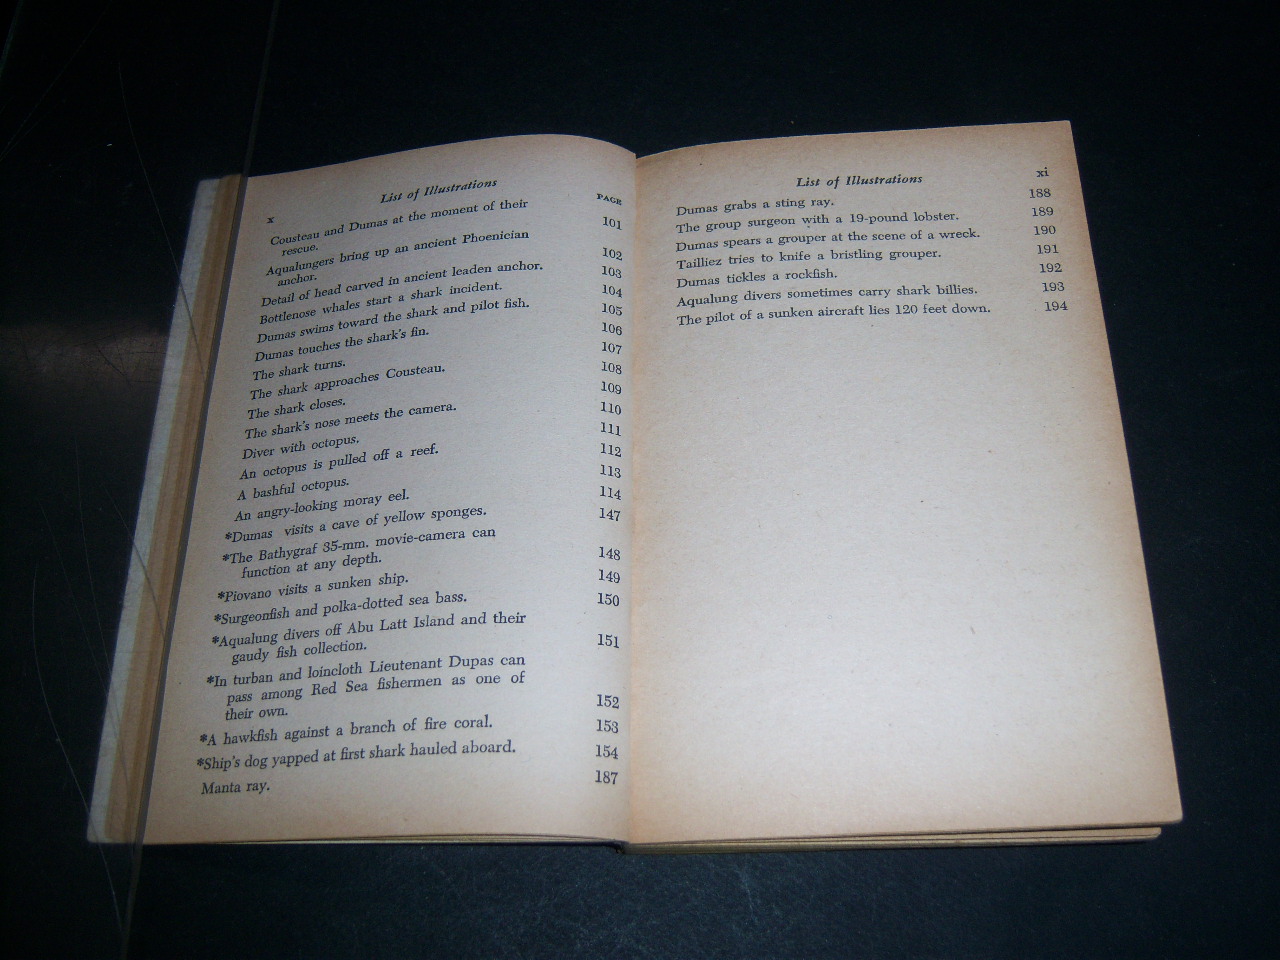 x
List of Illustrations
PAGE
Cousteau and Dumas at the moment of their
rescue. 101
Aqualungers bring up an ancient Phoenician
anchor. 102
Detail of head carved in ancient leaden anchor. 103
Bottlenose whales start a shark incident. 104
Dumas swims toward the shark and pilot fish. 105
Dumas touches the shark's fin. 106
The shark turns. 107
The shark approaches Cousteau. 108
The shark closes. 109
The shark's nose meets the camera. 110
Diver with octopus. 111
An octopus is pulled off a reef. 112
A bashful octopus. 113
An angry-looking moray eel. 114
*Dumas visits a cave of yellow sponges. 147
*The Bathygraf 35-mm. movie-camera can
function at any depth. 148
*Piovano visits a sunken ship. 149
*Surgeonfish and polka-dotted sea bass. 150
*Aqualung divers off Abu Latt Island and their
gaudy fish collection. 151
*In turban and loincloth Lieutenant Dupas can
pass among Red Sea fishermen as one of
their own. 152
*A hawkfish against a branch of fire coral. 153
*Ship's dog yapped at first shark hauled aboard. 154
Manta ray. 187
List of Illustrations
xi
Dumas grabs a sting ray. 188
The group surgeon with a 19-pound lobster. 189
Dumas spears a grouper at the scene of a wreck. 190
Tailliez tries to knife a bristling grouper. 191
Dumas tickles a rockfish. 192
Aqualung divers sometimes carry shark billies. 193
The pilot of a sunken aircraft lies 120 feet down. 194